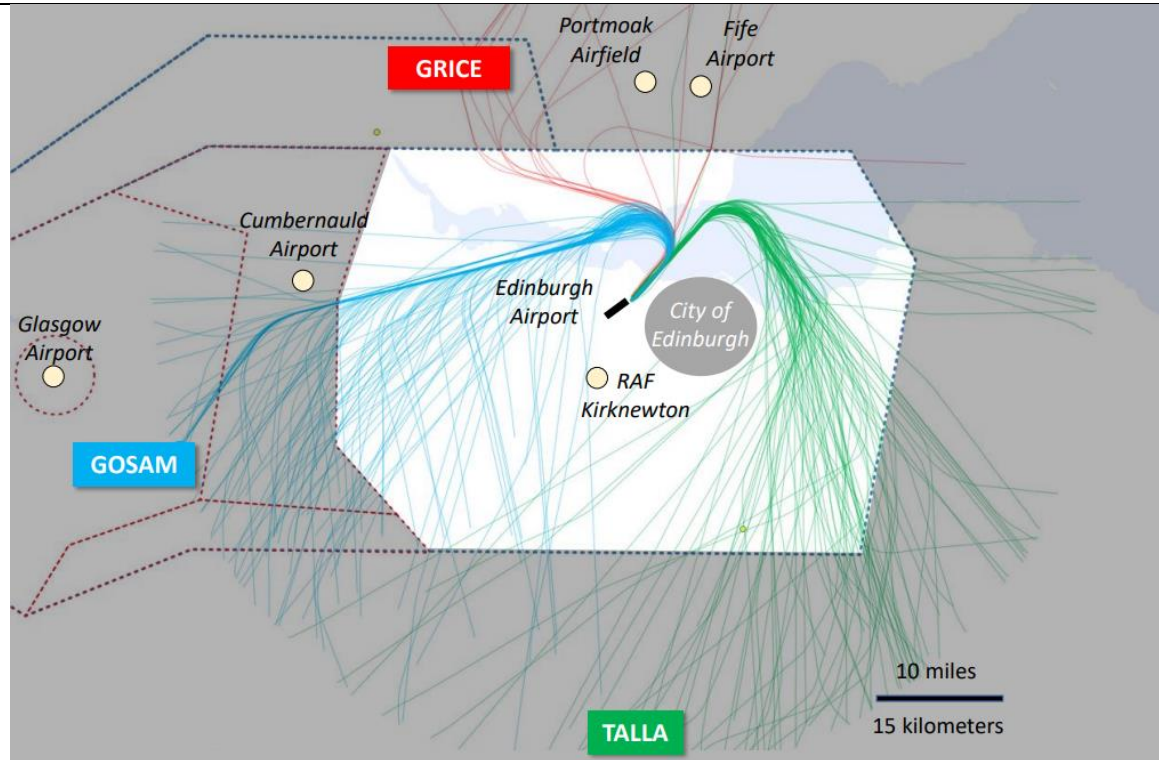 Portmoak
Airfield
Fife
Airport
GRICE
Cumbernauld
Airport
Edinburgh
Airport
City of
Edinburgh
Glasgow
Airport
RAF
Kirknewton
GOSAM
10 miles
15 kilometers
TALLA